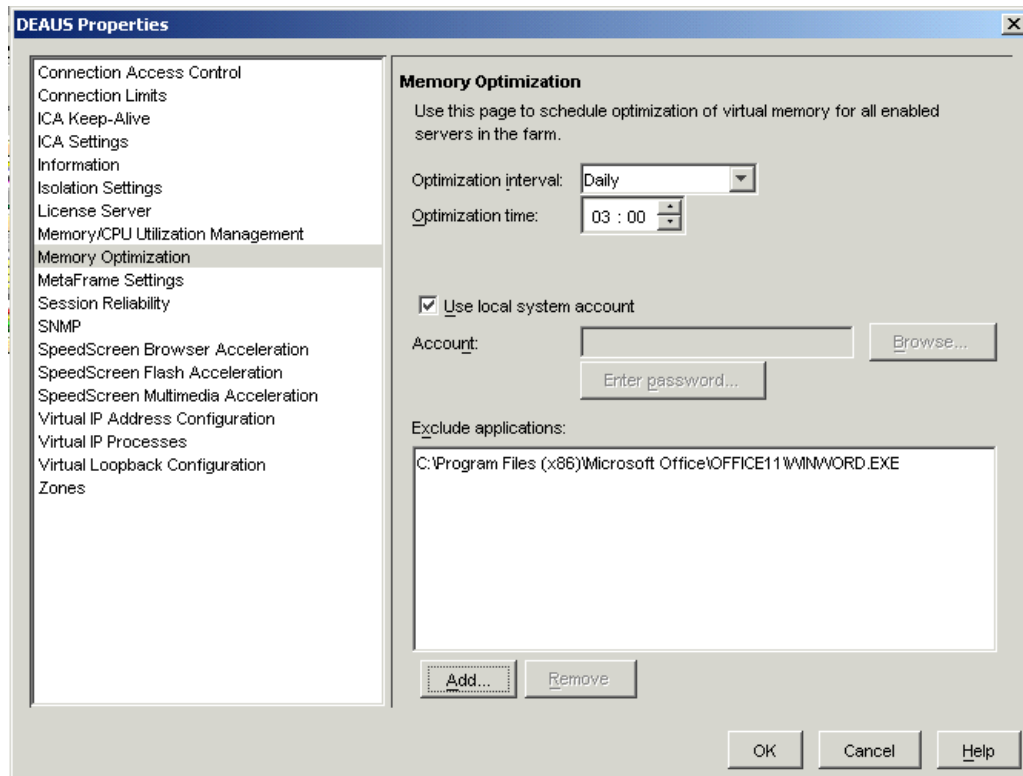 DEAUS Properties
Connection Access Control
Connection Limits
ICA Keep-Alive
ICA Settings
Information
Isolation Settings
License Server
Memory/CPU Utilization Management
Memory Optimization
MetaFrame Settings
Session Reliability
SNMP
SpeedScreen Browser Acceleration
SpeedScreen Flash Acceleration
SpeedScreen Multimedia Acceleration
Virtual IP Address Configuration
Virtual IP Processes
Virtual Loopback Configuration
Zones
Memory Optimization
Use this page to schedule optimization of virtual memory for all enabled
servers in the farm.
Optimization interval: Daily
Optimization time: 03 : 00
Use local system account
Account: Browse...
Enter password...
Exclude applications:
C:\Program Files (x86)\Microsoft Office\OFFICE11\WINWORD.EXE
Add... Remove
OK Cancel Help